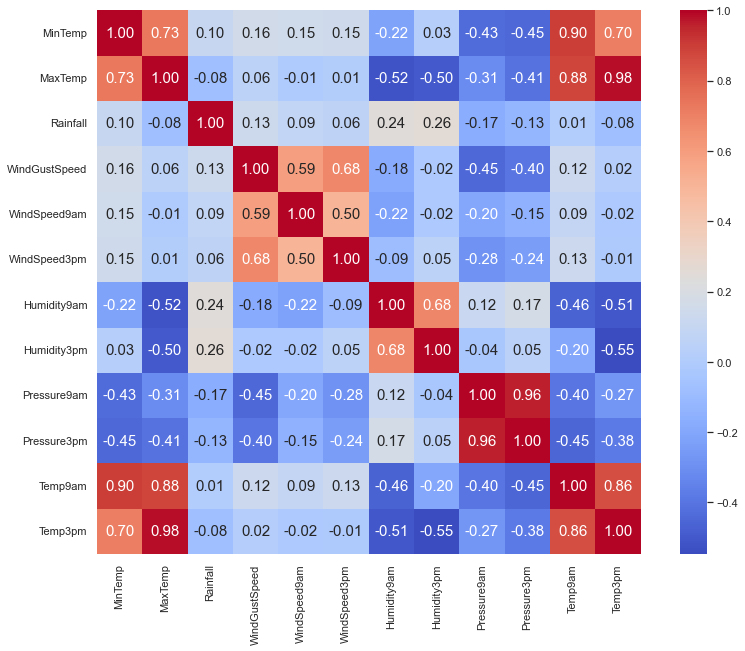 MinTemp 1.00 0.73 0.10 0.16 0.15 0.15 -0.22 0.03 -0.43 -0.45 0.90 0.70
MaxTemp 0.73 1.00 -0.08 0.06 -0.01 0.01 -0.52 -0.50 -0.31 -0.41 0.88 0.98
Rainfall 0.10 -0.08 1.00 0.13 0.09 0.06 0.24 0.26 -0.17 -0.13 0.01 -0.08
WindGustSpeed 0.16 0.06 0.13 1.00 0.59 0.68 -0.18 -0.02 -0.45 -0.40 0.12 0.02
WindSpeed9am 0.15 -0.01 0.09 0.59 1.00 0.50 -0.22 -0.02 -0.20 -0.15 0.09 -0.02
WindSpeed3pm 0.15 0.01 0.06 0.68 0.50 1.00 -0.09 0.05 -0.28 -0.24 0.13 -0.01
Humidity9am -0.22 -0.52 0.24 -0.18 -0.22 -0.09 1.00 0.68 0.12 0.17 -0.46 -0.51
Humidity3pm 0.03 -0.50 0.26 -0.02 -0.02 0.05 0.68 1.00 -0.04 0.05 -0.20 -0.55
Pressure9am -0.43 -0.31 -0.17 -0.45 -0.20 -0.28 0.12 -0.04 1.00 0.96 -0.40 -0.27
Pressure3pm -0.45 -0.41 -0.13 -0.40 -0.15 -0.24 0.17 0.05 0.96 1.00 -0.45 -0.38
Temp9am 0.90 0.88 0.01 0.12 0.09 0.13 -0.46 -0.20 -0.40 -0.45 1.00 0.86
Temp3pm 0.70 0.98 -0.08 0.02 -0.02 -0.01 -0.51 -0.55 -0.27 -0.38 0.86 1.00
MinTemp
MaxTemp
Rainfall
WindGustSpeed
WindSpeed9am
WindSpeed3pm
Humidity9am
Humidity3pm
Pressure9am
Pressure3pm
Temp9am
Temp3pm
1.0
0.8
0.6
0.4
0.2
0.0
−0.2
−0.4